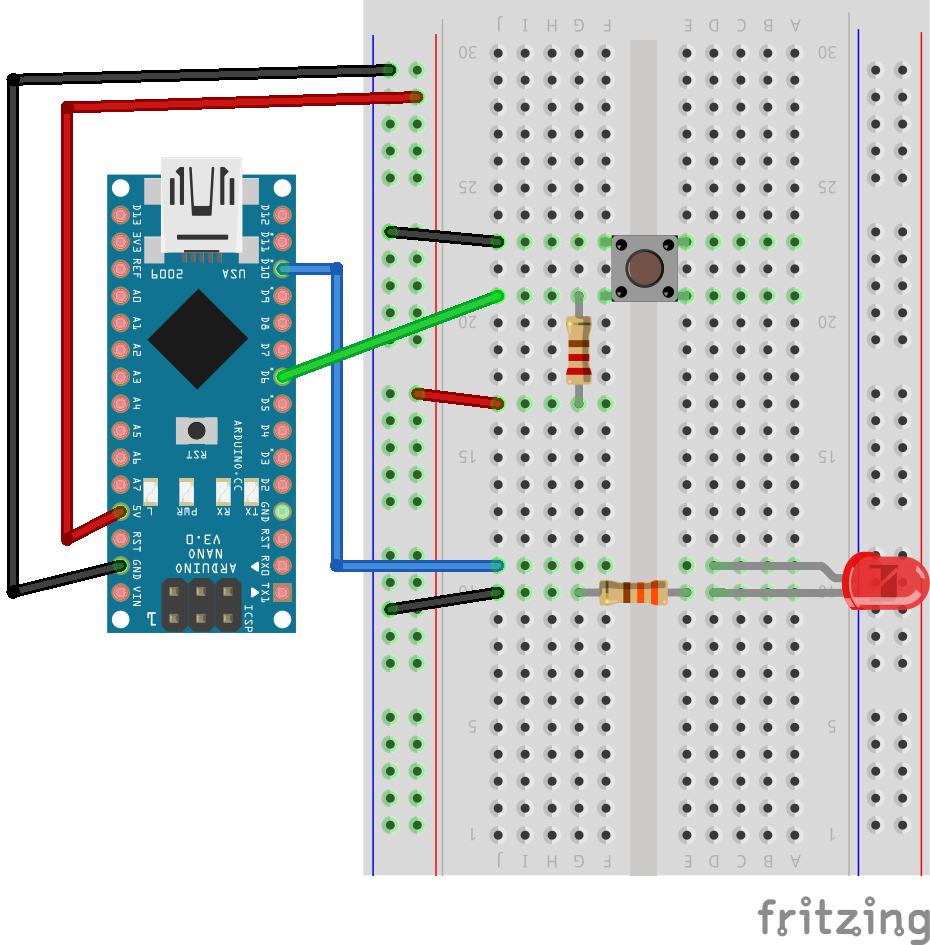 J I H G F E D C B A
30 30
25 25
20 20
15 15
10
5 5
1 1
J I H G F E D C B A
D13
3V3
REF
A0
A1
A2
A3
A4
A5
A6
A7
5V
RST
GND
VIN
D12
D11
D10
D9
D8
D7
D6
D5
D4
D3
D2
GND
RST
RX0
TX1
USA
2009
RST
ARDUINO.CC
TX
RX
PWR
L
ARDUINO
NANO
V3.0
ICSP
1
fritzing